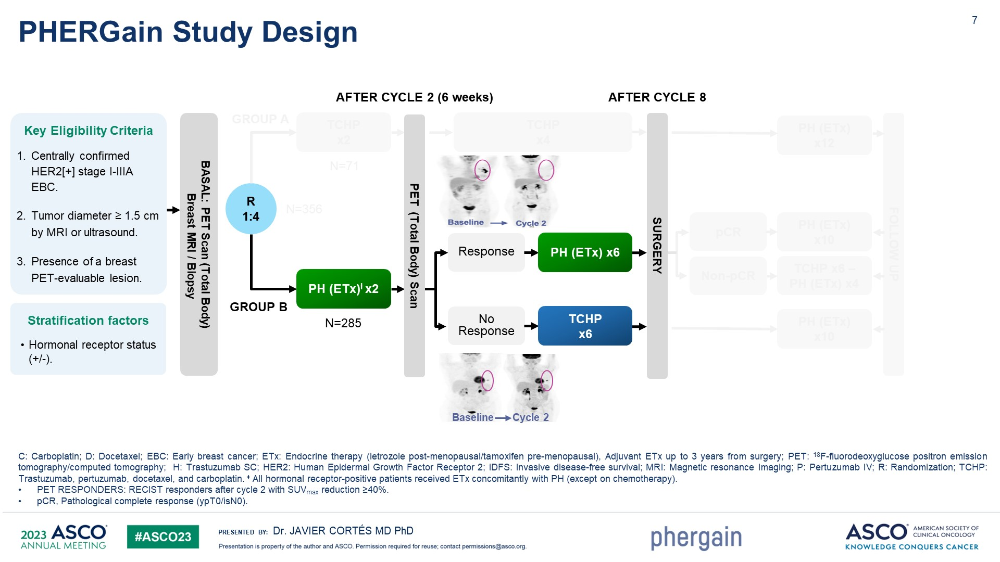 PHERGain Study Design
7
AFTER CYCLE 2 (6 weeks)
AFTER CYCLE 8
Key Eligibility Criteria
1. Centrally confirmed
HER2[+] stage I-IIIA
EBC.
2. Tumor diameter ≥ 1.5 cm
by MRI or ultrasound.
3. Presence of a breast
PET-evaluable lesion.
Stratification factors
• Hormonal receptor status
(+/-).
BASAL: PET Scan (Total Body)
Breast MRI / Biopsy
GROUP A
TCHP
x2
N=71
R
1:4
N=356
GROUP B
PH (ETx)ǂ x2
N=285
PET (Total Body) Scan
TCHP
x4
Baseline
Cycle 2
Response
PH (ETx) x6
No
Response
TCHP
x6
Baseline
Cycle 2
SURGERY
PH (ETx)
x12
pCR
PH (ETx)
x10
Non-pCR
TCHP x6 –
PH (ETx) x4
PH (ETx)
x10
FOLLOW UP
C: Carboplatin; D: Docetaxel; EBC: Early breast cancer; ETx: Endocrine therapy (letrozole post-menopausal/tamoxifen pre-menopausal), Adjuvant ETx up to 3 years from surgery; PET: 18F-fluorodeoxyglucose positron emission
tomography/computed tomography; H: Trastuzumab SC; HER2: Human Epidermal Growth Factor Receptor 2; iDFS: Invasive disease-free survival; MRI: Magnetic resonance Imaging; P: Pertuzumab IV; R: Randomization; TCHP:
Trastuzumab, pertuzumab, docetaxel, and carboplatin. ǂ All hormonal receptor-positive patients received ETx concomitantly with PH (except on chemotherapy).
• PET RESPONDERS: RECIST responders after cycle 2 with SUVmax reduction ≥40%.
• pCR, Pathological complete response (ypT0/isN0).
2023 ASCO
ANNUAL MEETING
#ASCO23
PRESENTED BY: Dr. JAVIER CORTÉS MD PhD
Presentation is property of the author and ASCO. Permission required for reuse; contact permissions@asco.org.
phergain
ASCO AMERICAN SOCIETY OF
CLINICAL ONCOLOGY
KNOWLEDGE CONQUERS CANCER